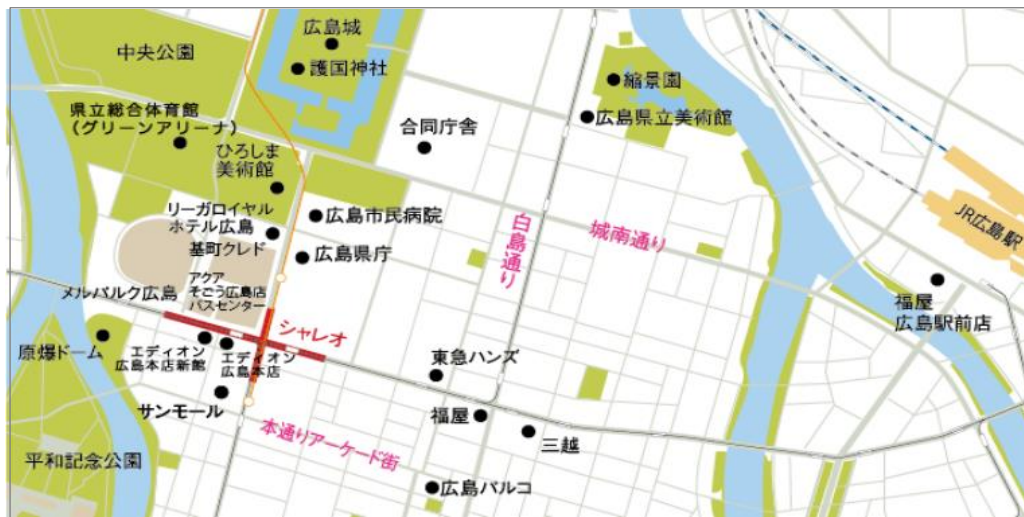 広島城
中央公園
護国神社
縮景園
県立総合体育館
(グリーンアリーナ)
広島県立美術館
合同庁舎
ひろしま
美術館
リーガロイヤル
ホテル広島
広島市民病院
白島通り
城南通り
JR広島駅
基町クレド
広島県庁
アクア
そごう広島店
バスセンター
メルパルク広島
福屋
広島駅前店
シャレオ
原爆ドーム
エディオン
広島本店新館
エディオン
広島本店
東急ハンズ
サンモール
福屋
本通りアーケード街
三越
平和記念公園
広島パルコ